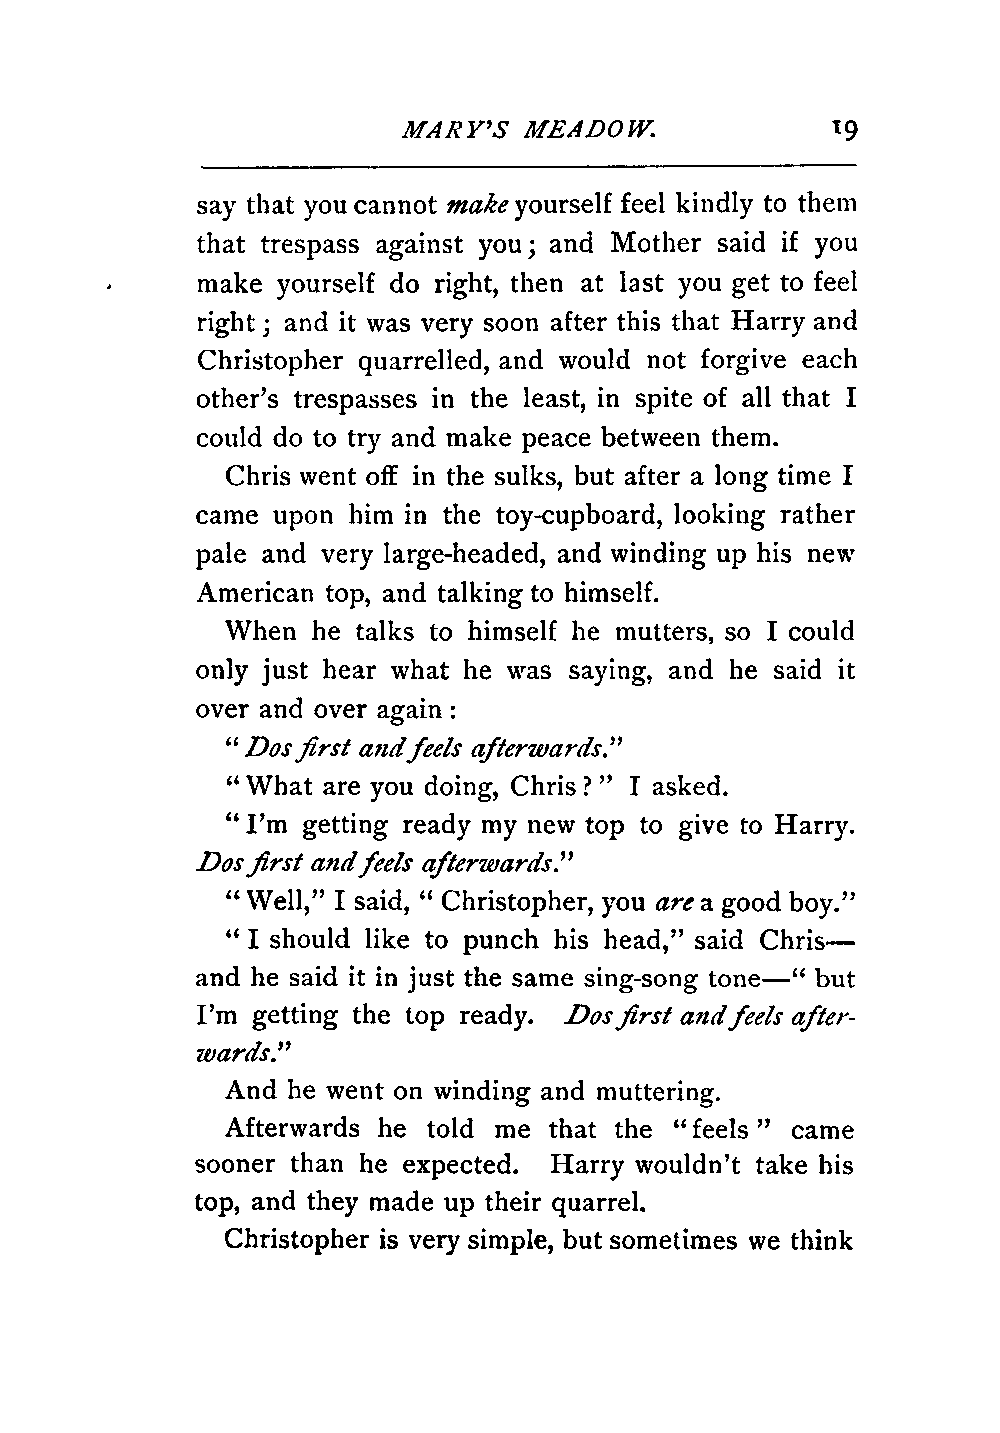 MARY'S MEADOW. 19
say that you cannot make yourself feel kindly to them
that trespass against you; and Mother said if you
make yourself do right, then at last you get to feel
right; and it was very soon after this that Harry and
Christopher quarrelled, and would not forgive each
other's trespasses in the least, in spite of all that I
could do to try and make peace between them.
Chris went off in the sulks, but after a long time I
came upon him in the toy-cupboard, looking rather
pale and very large-headed, and winding up his new
American top, and talking to himself.
When he talks to himself he mutters, so I could
only just hear what he was saying, and he said it
over and over again:
"Dos first and feels afterwards."
"What are you doing, Chris?" I asked.
"I'm getting ready my new top to give to Harry.
Dos first and feels afterwards."
"Well," I said, "Christopher, you are a good boy."
"I should like to punch his head," said Chris—
and he said it in just the same sing-song tone—"but
I'm getting the top ready. Dos first and feels after-
wards."
And he went on winding and muttering.
Afterwards he told me that the "feels" came
sooner than he expected. Harry wouldn't take his
top, and they made up their quarrel.
Christopher is very simple, but sometimes we think